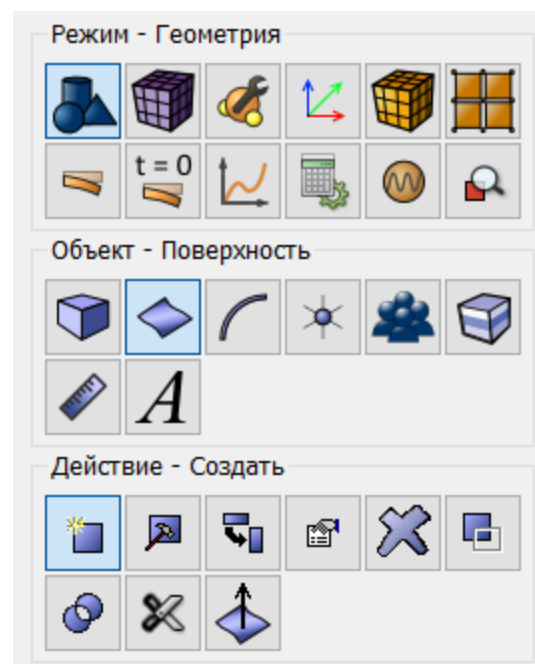 Режим - Геометрия
t = 0
Объект - Поверхность
A
Действие - Создать